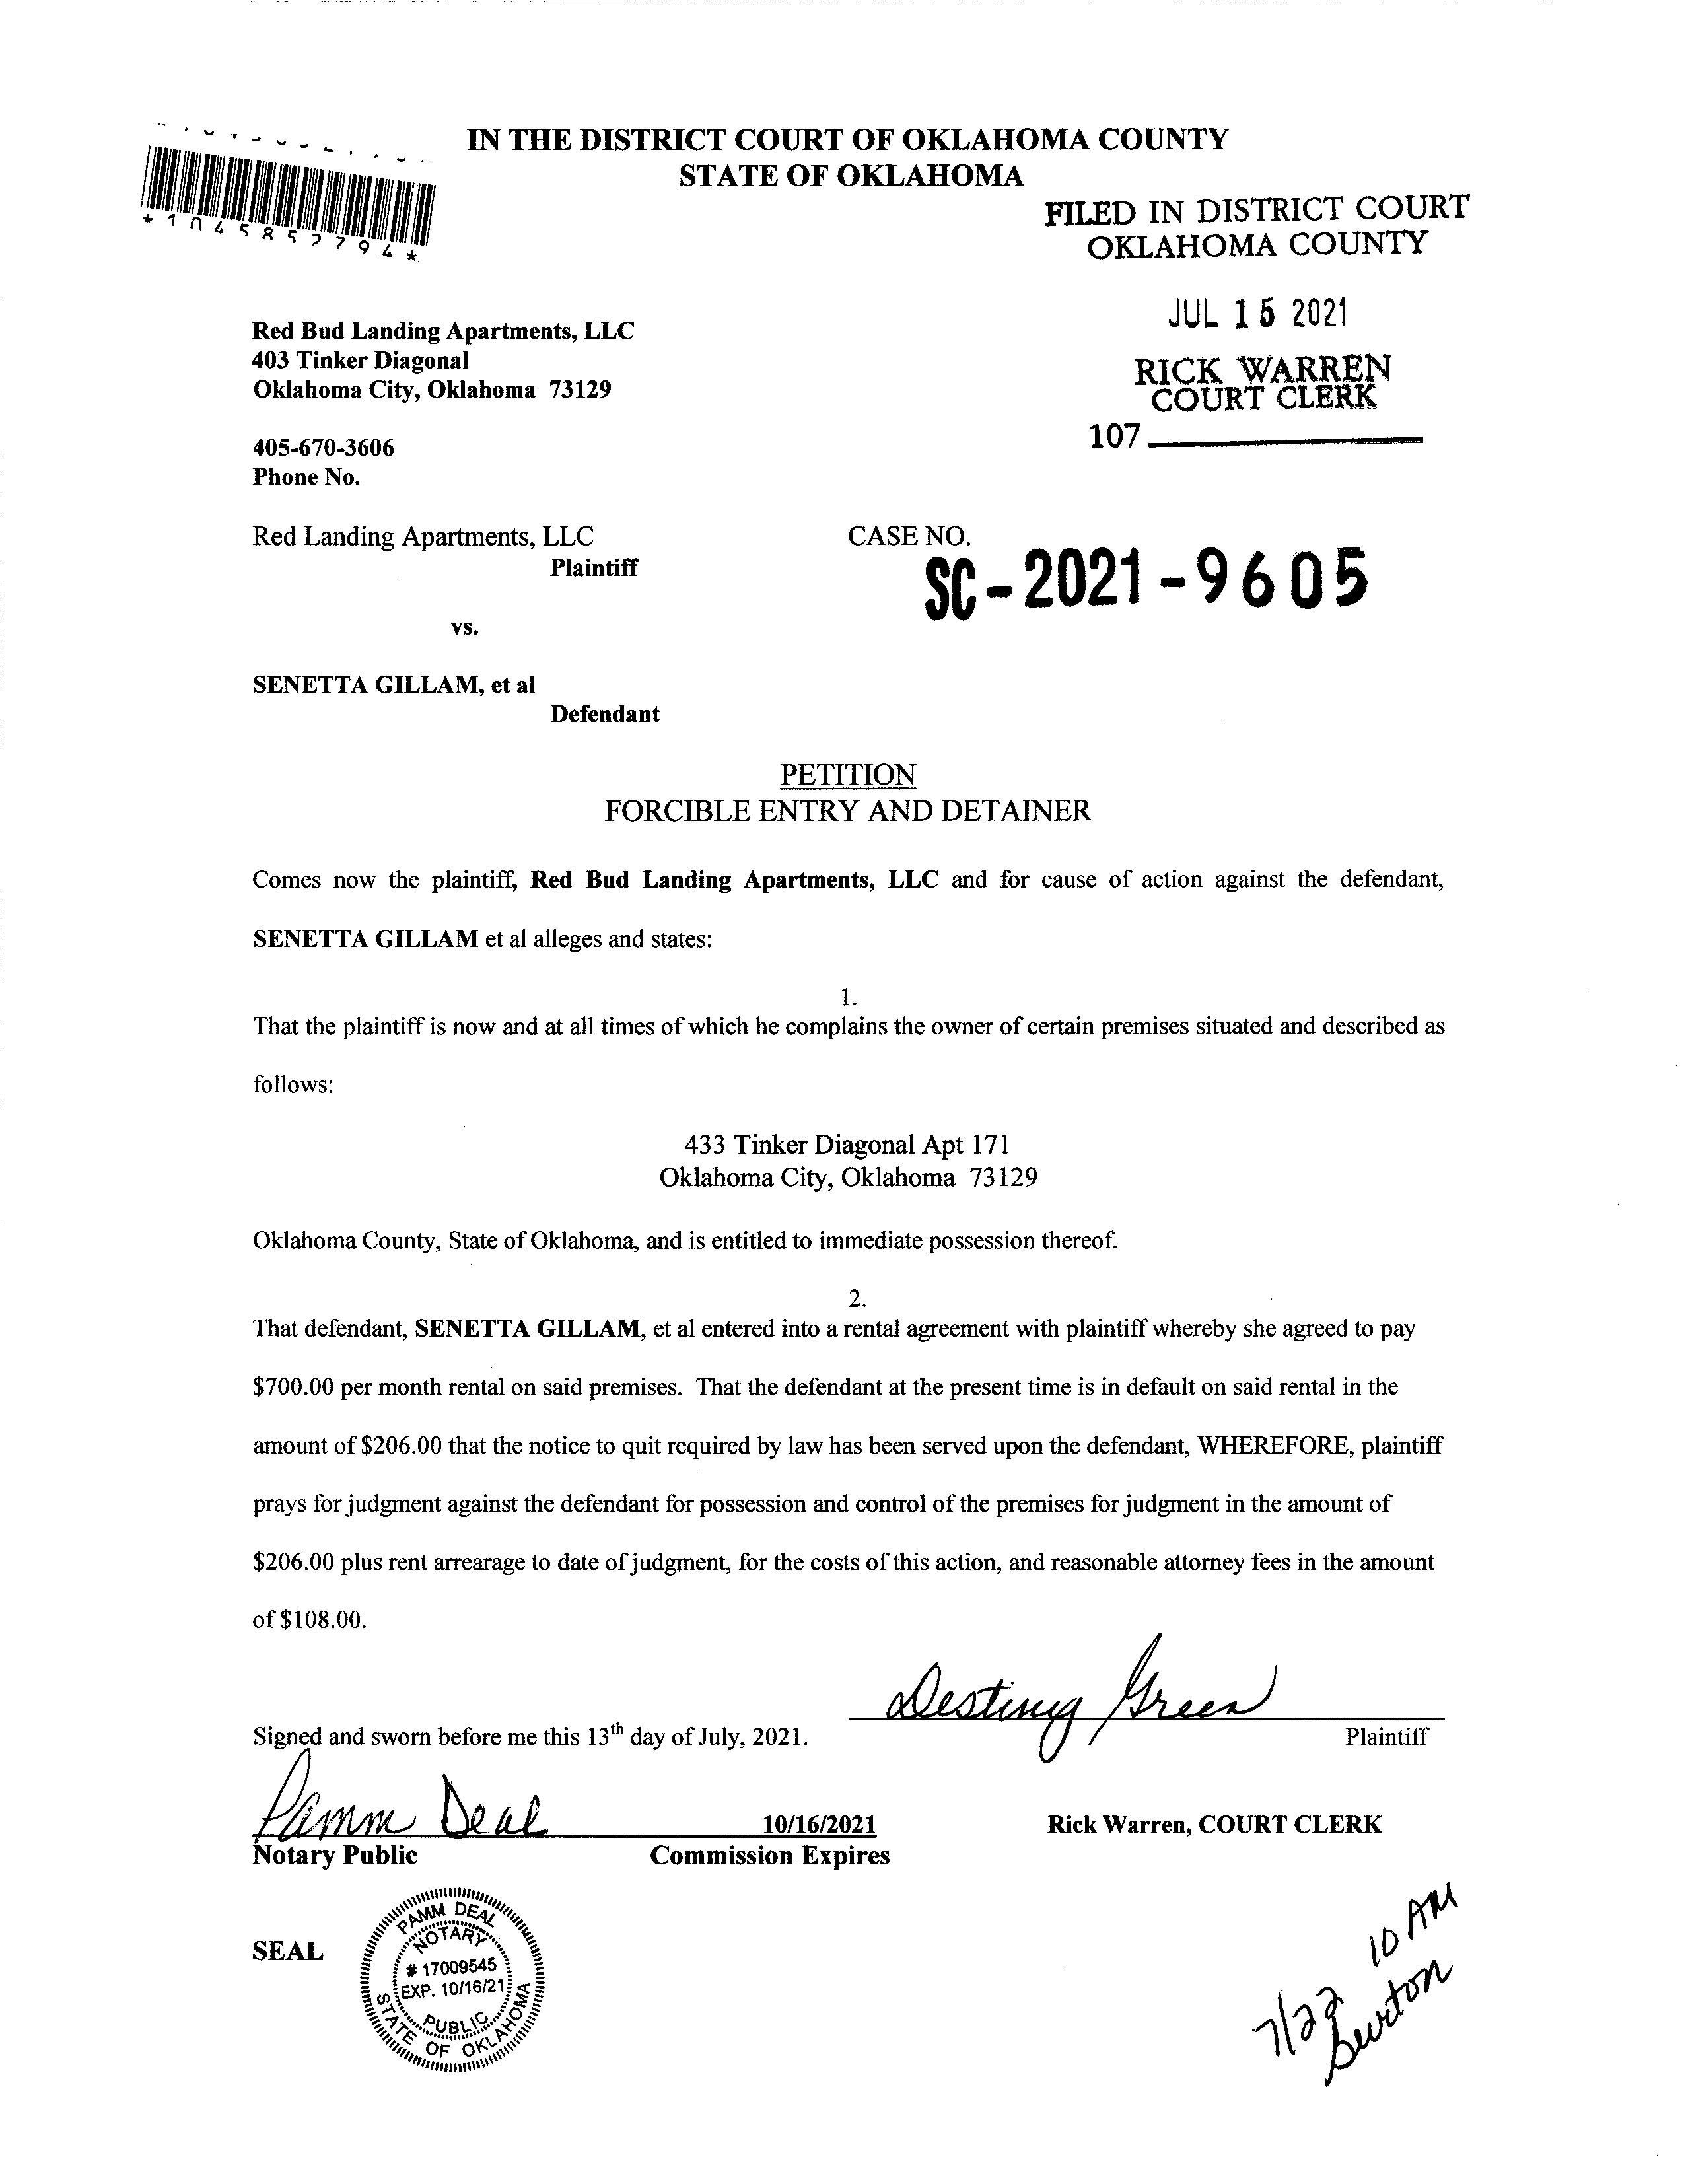 IN THE DISTRICT COURT OF OKLAHOMA COUNTY
STATE OF OKLAHOMA
*1045852794*
FILED IN DISTRICT COURT
OKLAHOMA COUNTY
JUL 15 2021
RICK WARREN
COURT CLERK
107
Red Bud Landing Apartments, LLC
403 Tinker Diagonal
Oklahoma City, Oklahoma 73129
405-670-3606
Phone No.
Red Landing Apartments, LLC
Plaintiff
CASE NO.
SC-2021-9605
vs.
SENETTA GILLAM, et al
Defendant
PETITION
FORCIBLE ENTRY AND DETAINER
Comes now the plaintiff, Red Bud Landing Apartments, LLC and for cause of action against the defendant,
SENETTA GILLAM et al alleges and states:
1.
That the plaintiff is now and at all times of which he complains the owner of certain premises situated and described as
follows:
433 Tinker Diagonal Apt 171
Oklahoma City, Oklahoma 73129
Oklahoma County, State of Oklahoma, and is entitled to immediate possession thereof.
2.
That defendant, SENETTA GILLAM, et al entered into a rental agreement with plaintiff whereby she agreed to pay
$700.00 per month rental on said premises. That the defendant at the present time is in default on said rental in the
amount of $206.00 that the notice to quit required by law has been served upon the defendant, WHEREFORE, plaintiff
prays for judgment against the defendant for possession and control of the premises for judgment in the amount of
$206.00 plus rent arrearage to date of judgment, for the costs of this action, and reasonable attorney fees in the amount
of $108.00.
Destiny Green
Signed and sworn before me this 13th day of July, 2021.
Plaintiff
Pamm Deal
10/16/2021
Rick Warren, COURT CLERK
Notary Public
Commission Expires
SEAL
PAMM DEAL
NOTARY
# 17009545
EXP. 10/16/21
PUBLIC
STATE OF OKLAHOMA
7/22 10 AM
Burton